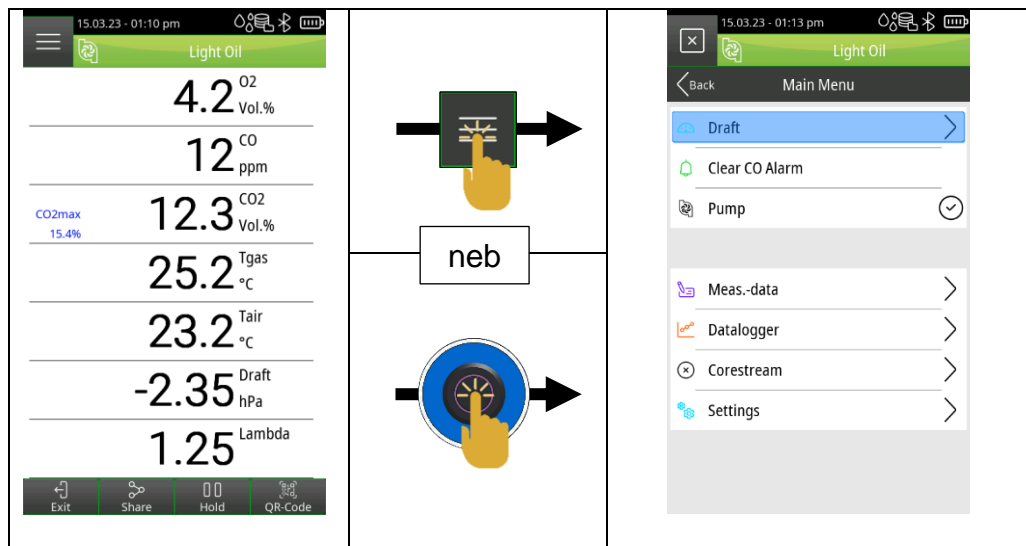 15.03.23 - 01:10 pm
Light Oil
4.2 O2 Vol.%
12 CO ppm
CO2max 15.4% 12.3 CO2 Vol.%
25.2 Tgas °C
23.2 Tair °C
-2.35 Draft hPa
1.25 Lambda
Exit Share Hold QR-Code
neb
15.03.23 - 01:13 pm
Light Oil
Back Main Menu
Draft
Clear CO Alarm
Pump
Meas.-data
Datalogger
Corestream
Settings